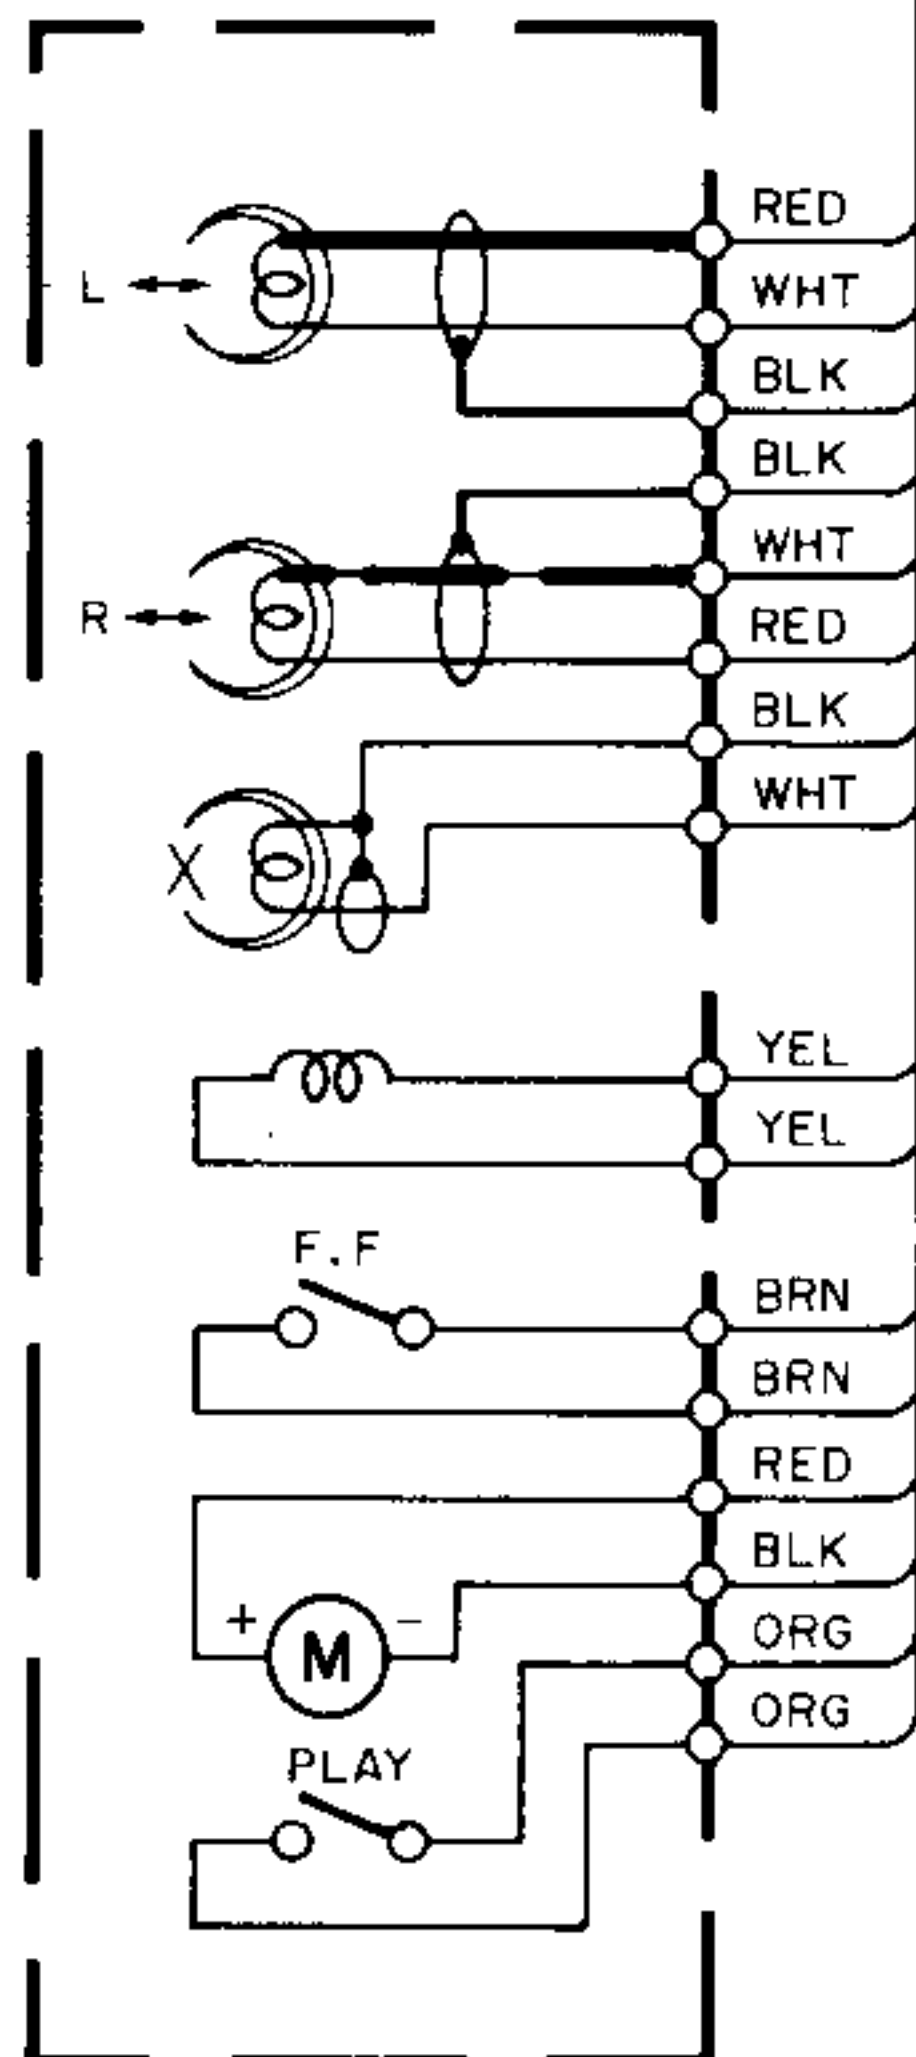 RED
L
WHT
BLK
BLK
WHT
R
RED
BLK
WHT
X
YEL
YEL
F.F
BRN
BRN
RED
BLK
+ M -
ORG
ORG
PLAY